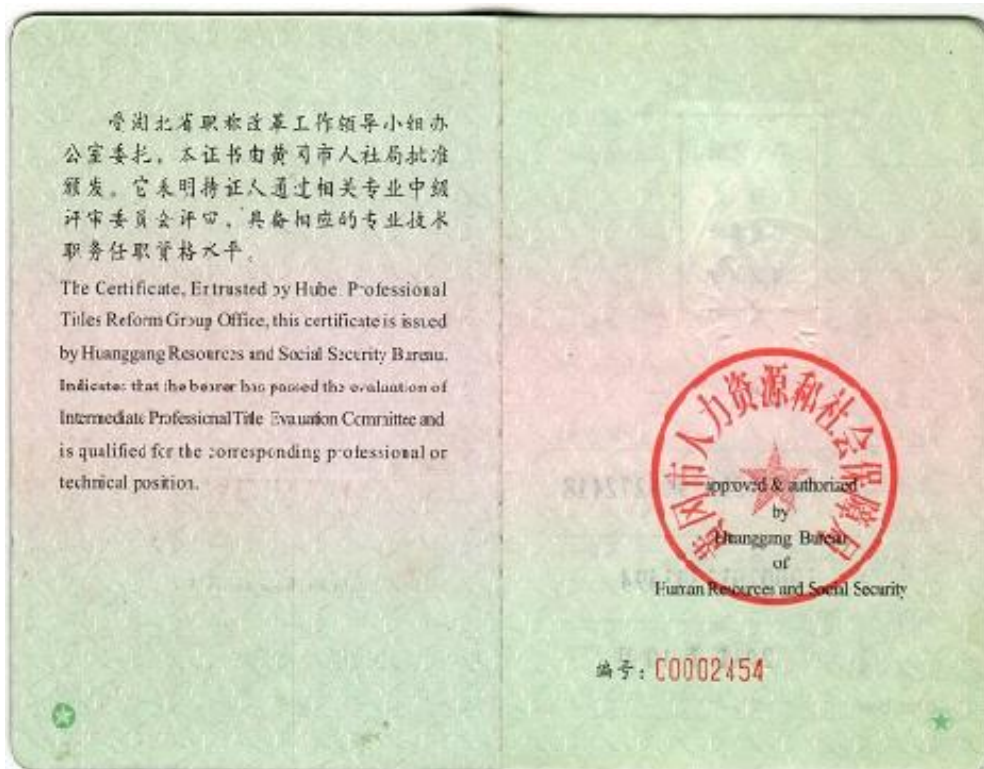 受湖北省职称改革工作领导小组办
公室委托，本证书由黄冈市人社局批准
颁发。它表明持证人通过相关专业中级
评审委员会评审，具备相应的专业技术
职务任职资格水平。
The Certificate, Entrusted by Hubei Professional
Titles Reform Group Office, this certificate is issued
by Huanggang Resources and Social Security Bureau.
Indicates that the bearer has passed the evaluation of
Intermediate Professional Title Evaluation Committee and
is qualified for the corresponding professional or
technical position.
黄冈市人力资源和社会保障局
approved & authorized
by
Huanggang Bureau
of
Human Resources and Social Security
编号：C0002454